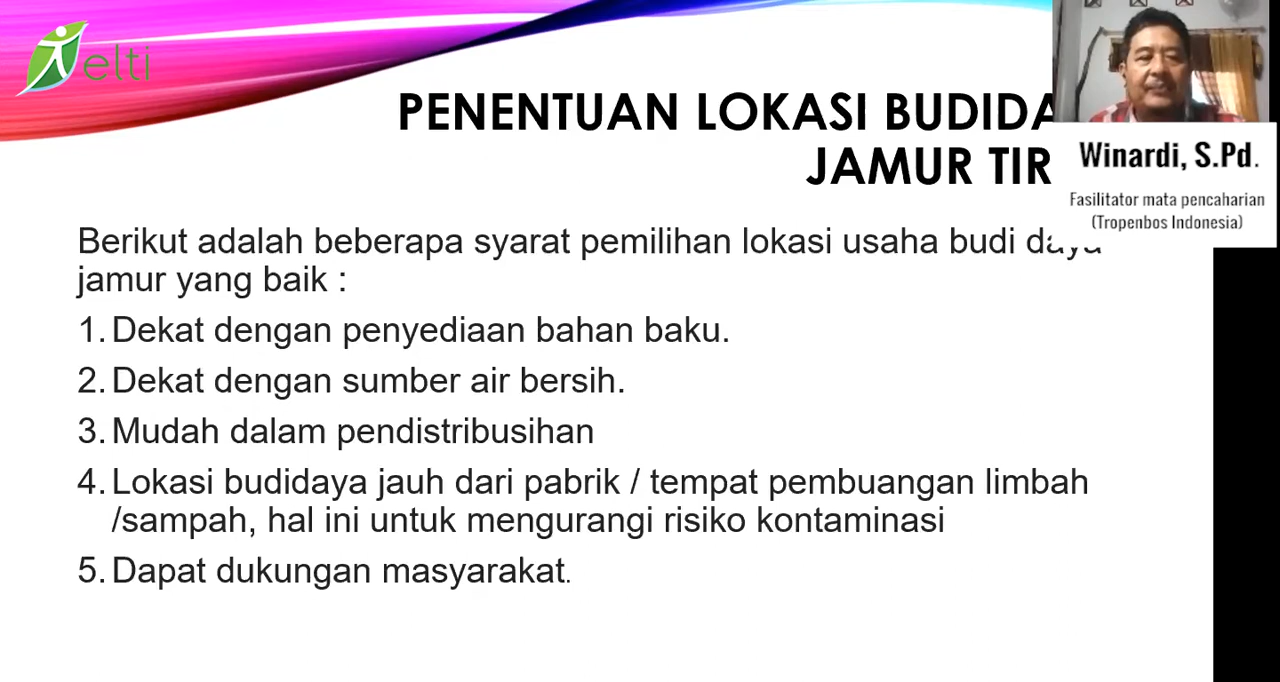 elti
PENENTUAN LOKASI BUDIDA
JAMUR TIR
Winardi, S.Pd.
Fasilitator mata pencaharian
(Tropenbos Indonesia)
Berikut adalah beberapa syarat pemilihan lokasi usaha budi daya
jamur yang baik :
1. Dekat dengan penyediaan bahan baku.
2. Dekat dengan sumber air bersih.
3. Mudah dalam pendistribusihan
4. Lokasi budidaya jauh dari pabrik / tempat pembuangan limbah
/sampah, hal ini untuk mengurangi risiko kontaminasi
5. Dapat dukungan masyarakat.